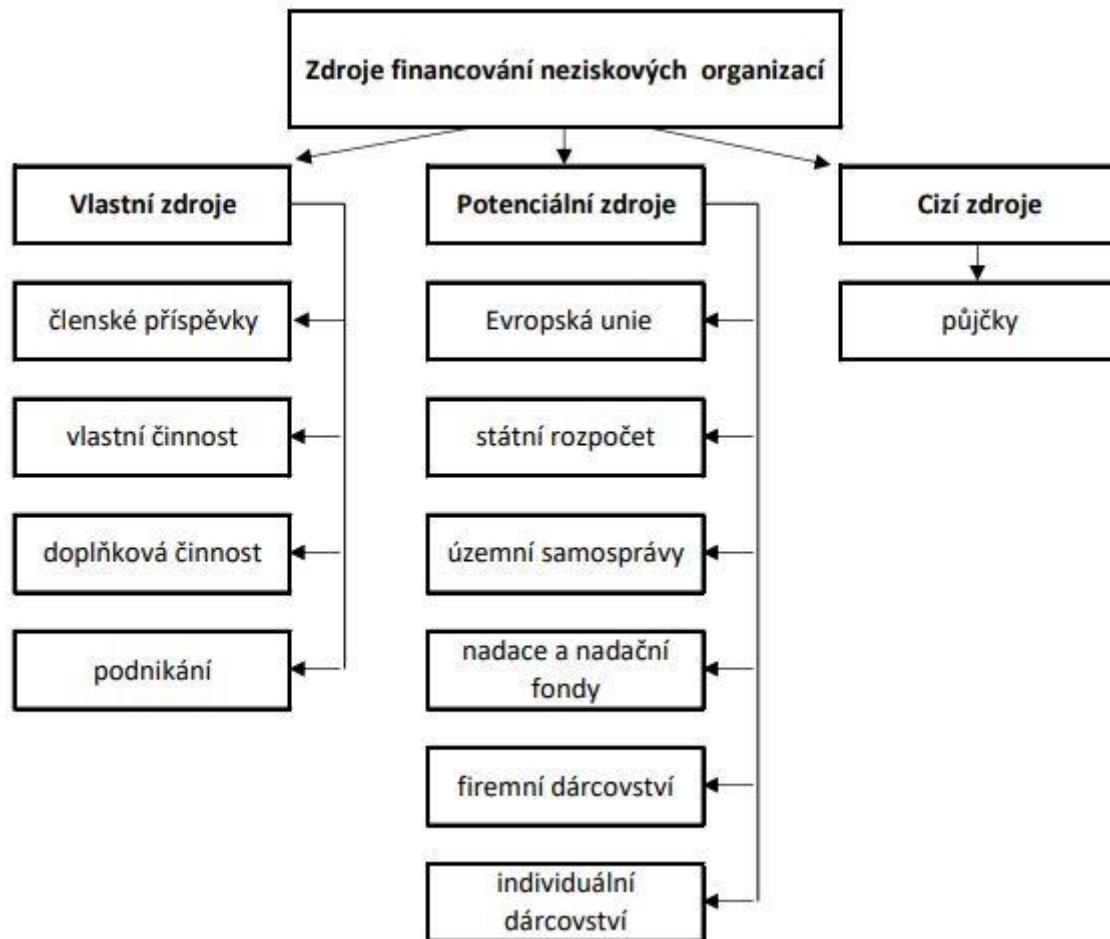 Zdroje financování neziskových organizací
Vlastní zdroje
členské příspěvky
vlastní činnost
doplňková činnost
podnikání
Potenciální zdroje
Evropská unie
státní rozpočet
územní samosprávy
nadace a nadační
fondy
firemní dárcovství
individuální
dárcovství
Cizí zdroje
půjčky